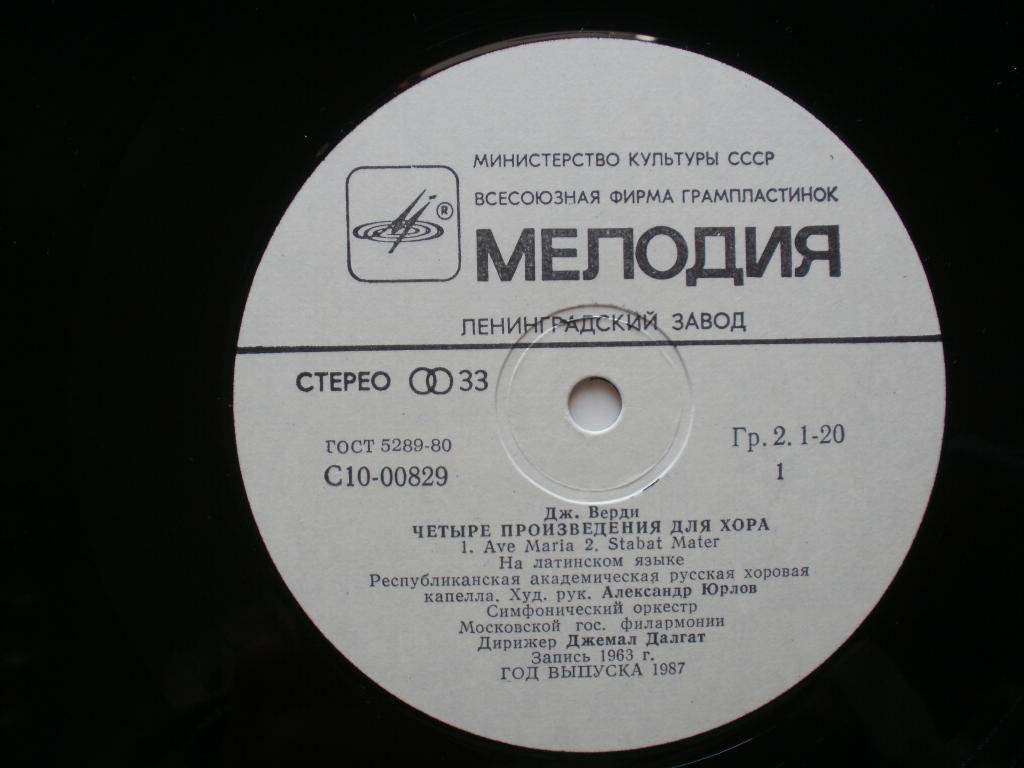 МИНИСТЕРСТВО КУЛЬТУРЫ СССР
ВСЕСОЮЗНАЯ ФИРМА ГРАМПЛАСТИНОК
®
МЕЛОДИЯ
ЛЕНИНГРАДСКИЙ ЗАВОД
СТЕРЕО 33
ГОСТ 5289-80
Гр. 2. 1-20
С10-00829
1
Дж. Верди
ЧЕТЫРЕ ПРОИЗВЕДЕНИЯ ДЛЯ ХОРА
1. Ave Maria 2. Stabat Mater
На латинском языке
Республиканская академическая русская хоровая
капелла. Худ. рук. Александр Юрлов
Симфонический оркестр
Московской гос. филармонии
Дирижер Джемал Далгат
Запись 1963 г.
ГОД ВЫПУСКА 1987